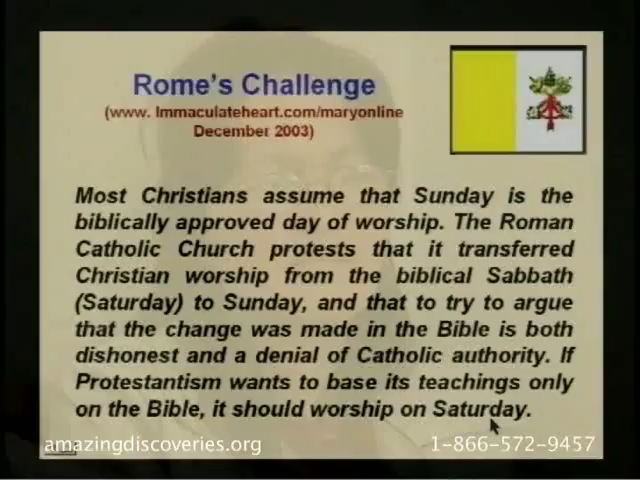 Rome's Challenge
(www. Immaculateheart.com/maryonline
December 2003)
Most Christians assume that Sunday is the
biblically approved day of worship. The Roman
Catholic Church protests that it transferred
Christian worship from the biblical Sabbath
(Saturday) to Sunday, and that to try to argue
that the change was made in the Bible is both
dishonest and a denial of Catholic authority. If
Protestantism wants to base its teachings only
on the Bible, it should worship on Saturday.
amazingdiscoveries.org 1-866-572-9457